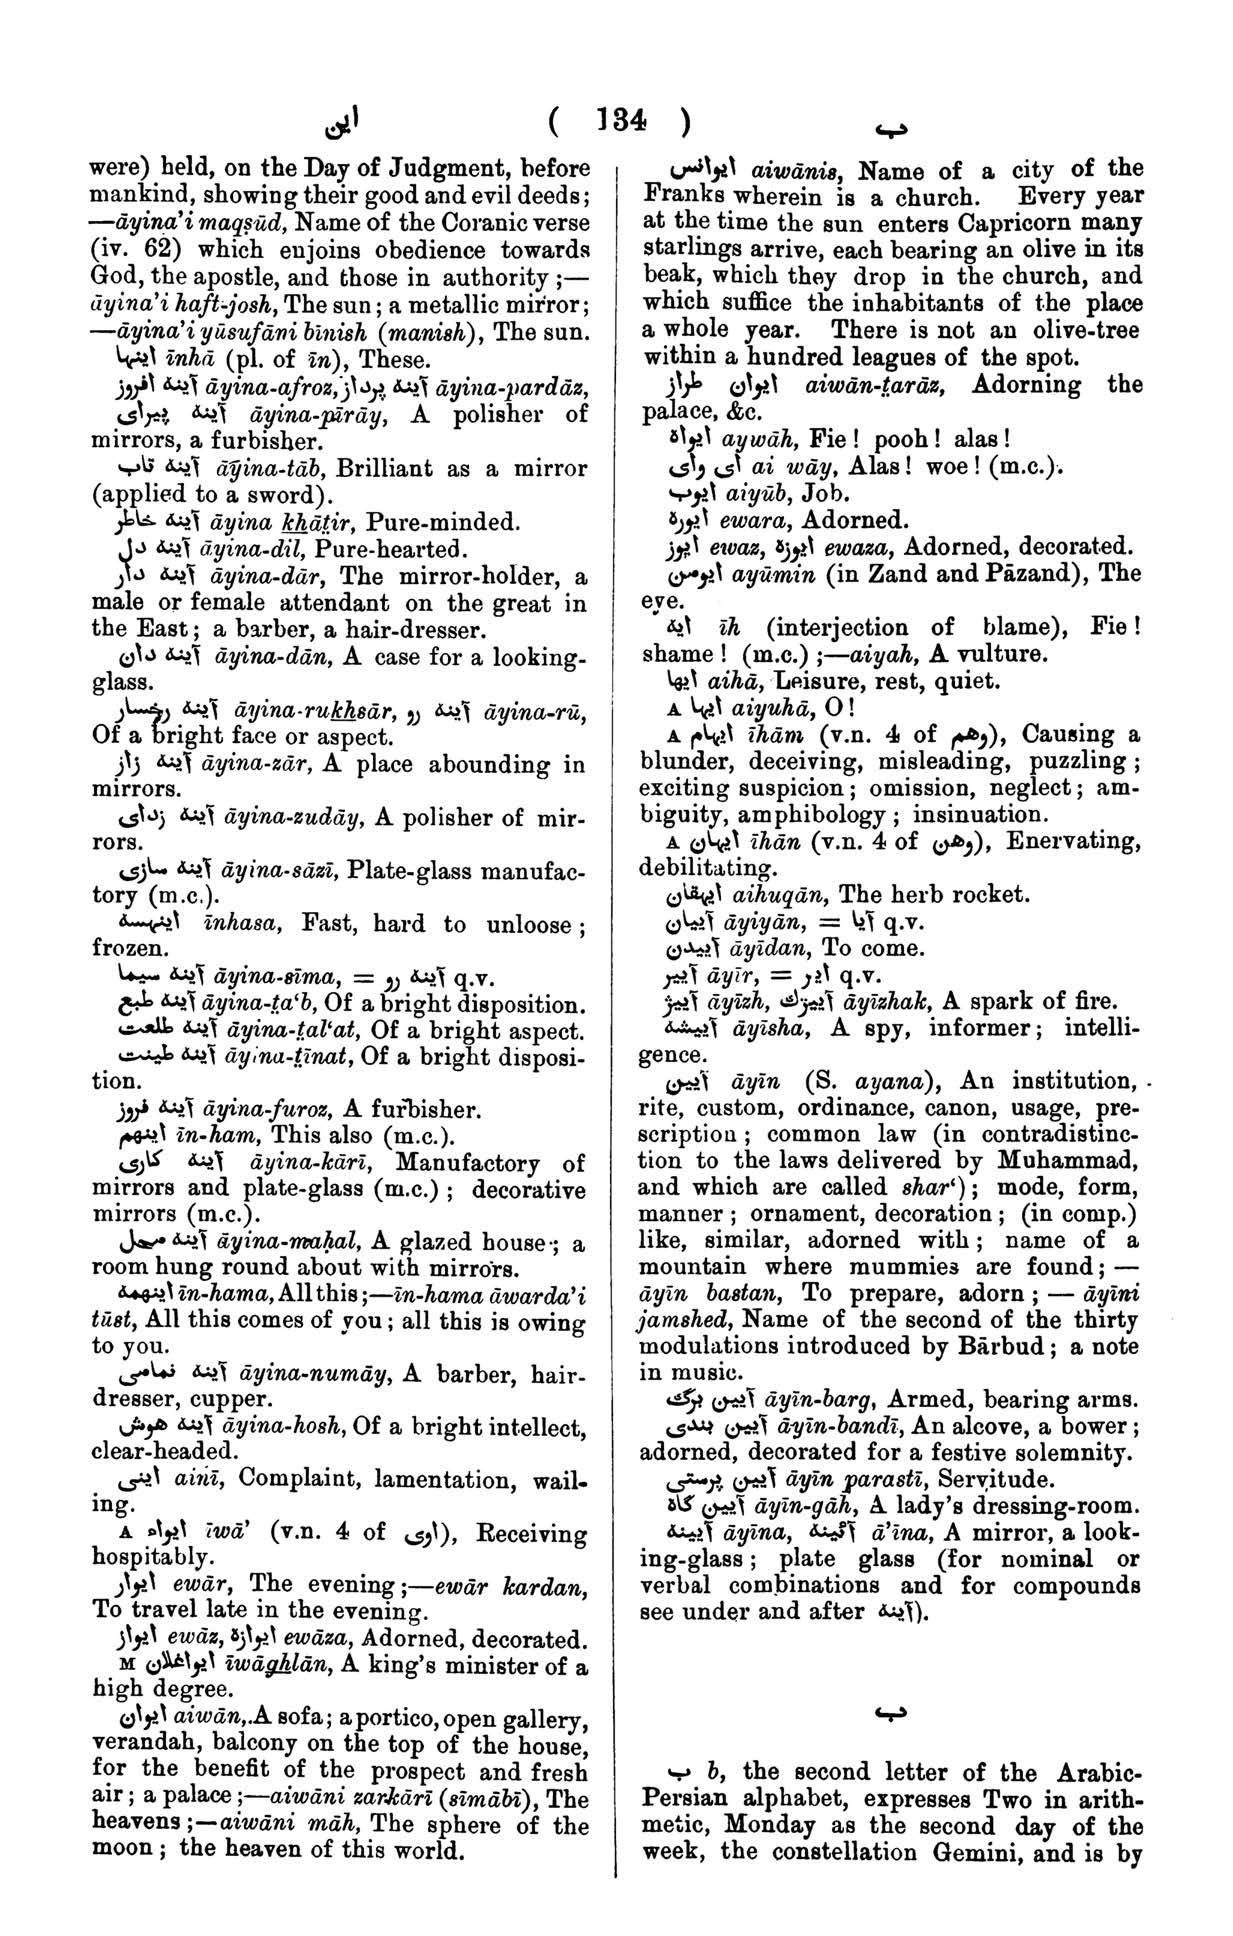 این ( 134 ) ب
were) held, on the Day of Judgment, before
mankind, showing their good and evil deeds;
—āyina’i maqṣūd, Name of the Coranic verse
(iv. 62) which enjoins obedience towards
God, the apostle, and those in authority ;—
āyina’i haft-josh, The sun; a metallic mirror;
—āyina’i yūsufāni bīnish (manish), The sun.
اینها īnhā (pl. of īn), These.
آینه افروز āyina-afroz, آینه پرداز āyina-pardāz,
آینه پیرای āyina-pīrāy, A polisher of
mirrors, a furbisher.
آینه تاب āyina-tāb, Brilliant as a mirror
(applied to a sword).
آینه خاطر āyina khāt̤ir, Pure-minded.
آینه دل āyina-dil, Pure-hearted.
آینه دار āyina-dār, The mirror-holder, a
male or female attendant on the great in
the East; a barber, a hair-dresser.
آینه دان āyina-dān, A case for a looking-
glass.
آینه رخسار āyina-rukhsār, آینه رو āyina-rū,
Of a bright face or aspect.
آینه زار āyina-zār, A place abounding in
mirrors.
آینه زدای āyina-zudāy, A polisher of mir-
rors.
آینه سازی āyina-sāzī, Plate-glass manufac-
tory (m.c.).
اینهسه īnhasa, Fast, hard to unloose ;
frozen.
آینه سیما āyina-sīma, = آینه رو q.v.
آینه طبع āyina-t̤a‘b, Of a bright disposition.
آینه طلعت āyina-t̤al‘at, Of a bright aspect.
آینه طینت āyina-t̤īnat, Of a bright disposi-
tion.
آینه فروز āyina-furoz, A furbisher.
اینهم īn-ham, This also (m.c.).
آینه کاری āyina-kārī, Manufactory of
mirrors and plate-glass (m.c.) ; decorative
mirrors (m.c.).
آینه محل āyina-maḥal, A glazed house ; a
room hung round about with mirrors.
اینهمه īn-hama, All this ;—īn-hama āwarda’i
tūst, All this comes of you ; all this is owing
to you.
آینه نمامی āyina-numāy, A barber, hair-
dresser, cupper.
آینه هوش āyina-hosh, Of a bright intellect,
clear-headed.
اینی ainī, Complaint, lamentation, wail-
ing.
A ایواء īwā’ (v.n. 4 of اوی), Receiving
hospitably.
ایوار ewār, The evening ;—ewār kardan,
To travel late in the evening.
ایواز ewāz, ایوازه ewāza, Adorned, decorated.
M ایواغلان īwāghlān, A king’s minister of a
high degree.
ایوان aiwān, A sofa; a portico, open gallery,
verandah, balcony on the top of the house,
for the benefit of the prospect and fresh
air ; a palace ;—aiwāni zarkārī (sīmābī), The
heavens ;—aiwāni māh, The sphere of the
moon ; the heaven of this world.
ایوانس aiwānis, Name of a city of the
Franks wherein is a church. Every year
at the time the sun enters Capricorn many
starlings arrive, each bearing an olive in its
beak, which they drop in the church, and
which suffice the inhabitants of the place
a whole year. There is not an olive-tree
within a hundred leagues of the spot.
ایوان طراز aiwān-t̤arāz, Adorning the
palace, &c.
ایواه aywāh, Fie ! pooh ! alas !
ای وای ai wāy, Alas ! woe ! (m.c.).
ایوب aiyūb, Job.
ایوره ewara, Adorned.
ایوز ewaz, ایوزه ewaza, Adorned, decorated.
ایومن ayūmin (in Zand and Pāzand), The
eye.
ایه īh (interjection of blame), Fie !
shame ! (m.c.) ;—aiyah, A vulture.
ایها aihā, Leisure, rest, quiet.
A ایها aiyuhā, O !
A ایهام īhām (v.n. 4 of وهم), Causing a
blunder, deceiving, misleading, puzzling ;
exciting suspicion ; omission, neglect ; am-
biguity, amphibology ; insinuation.
A ایهان īhān (v.n. 4 of وهن), Enervating,
debilitating.
ایهقان aihuqān, The herb rocket.
آییان āyiyān, = آیا q.v.
آییدن āyīdan, To come.
آییر āyīr, = ایر q.v.
آییژ āyīzh, آییژك āyīzhak, A spark of fire.
آییشه āyīsha, A spy, informer ; intelli-
gence.
آیین āyīn (S. ayana), An institution,
rite, custom, ordinance, canon, usage, pre-
scription ; common law (in contradistinc-
tion to the laws delivered by Muhammad,
and which are called shar‘) ; mode, form,
manner ; ornament, decoration ; (in comp.)
like, similar, adorned with ; name of a
mountain where mummies are found ; —
āyīn bastan, To prepare, adorn ; — āyīni
jamshed, Name of the second of the thirty
modulations introduced by Bārbud ; a note
in music.
آیین برگ āyīn-barg, Armed, bearing arms.
آیین بندی āyīn-bandī, An alcove, a bower ;
adorned, decorated for a festive solemnity.
آیین پرستی āyīn parastī, Servitude.
آیین گاه āyīn-gāh, A lady’s dressing-room.
آیینه āyīna, آئینه ā’īna, A mirror, a look-
ing-glass ; plate glass (for nominal or
verbal combinations and for compounds
see under and after آینه).
ب
ب b, the second letter of the Arabic-
Persian alphabet, expresses Two in arith-
metic, Monday as the second day of the
week, the constellation Gemini, and is by